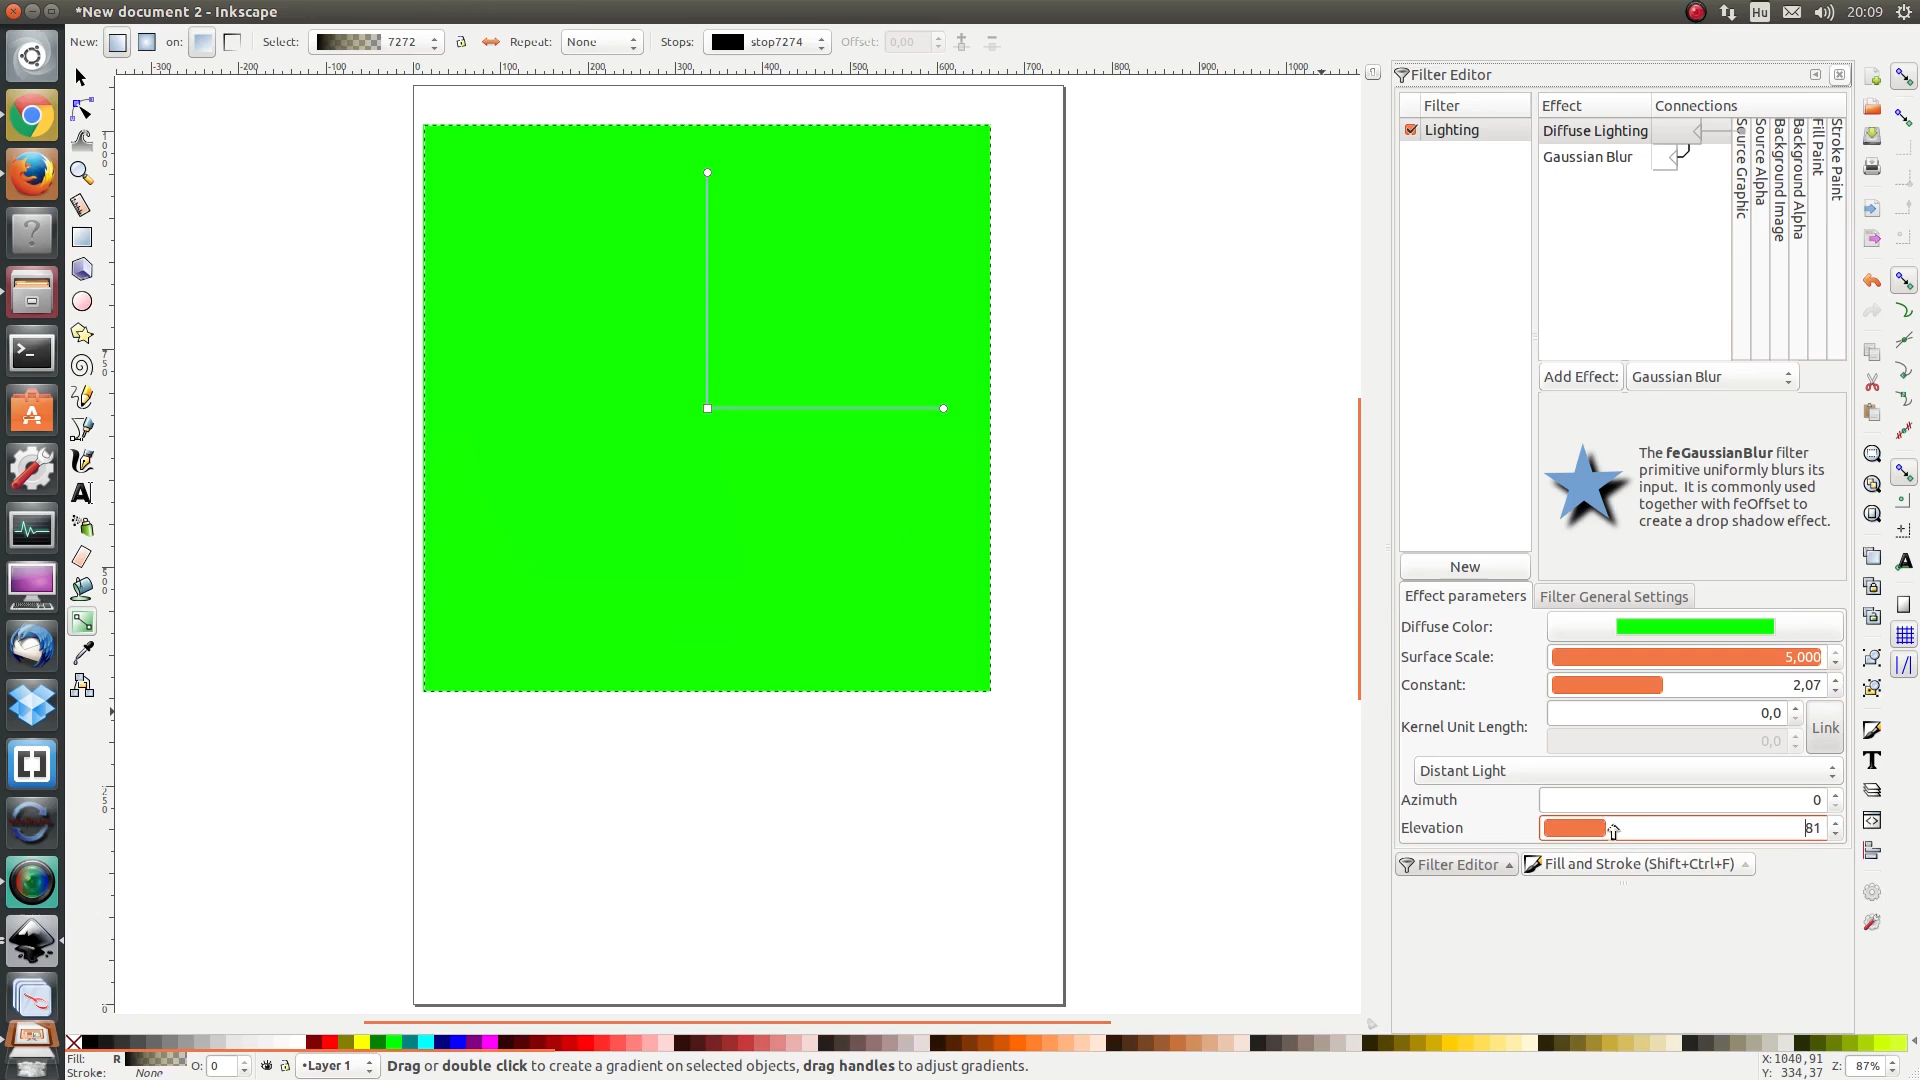 *New document 2 - Inkscape
Hu
20:09
New:
on:
Select:
7272
Repeat:
None
Stops:
stop7274
Offset:
0,00
-300
-200
-100
0
100
200
300
400
500
600
700
800
900
1000
1000
750
500
250
0
Filter Editor
Filter
Effect
Connections
Lighting
Diffuse Lighting
Gaussian Blur
Source Graphic
Source Alpha
Background Image
Background Alpha
Fill Paint
Stroke Paint
Add Effect:
Gaussian Blur
The feGaussianBlur filter
primitive uniformly blurs its
input. It is commonly used
together with feOffset to
create a drop shadow effect.
New
Effect parameters
Filter General Settings
Diffuse Color:
Surface Scale:
5,000
Constant:
2,07
Kernel Unit Length:
0,0
0,0
Link
Distant Light
Azimuth
0
Elevation
81
Filter Editor
Fill and Stroke (Shift+Ctrl+F)
Fill:
R
Stroke:
None
O:
0
•Layer 1
Drag or double click to create a gradient on selected objects, drag handles to adjust gradients.
X:1040,91
Y: 334,37
Z:
87%